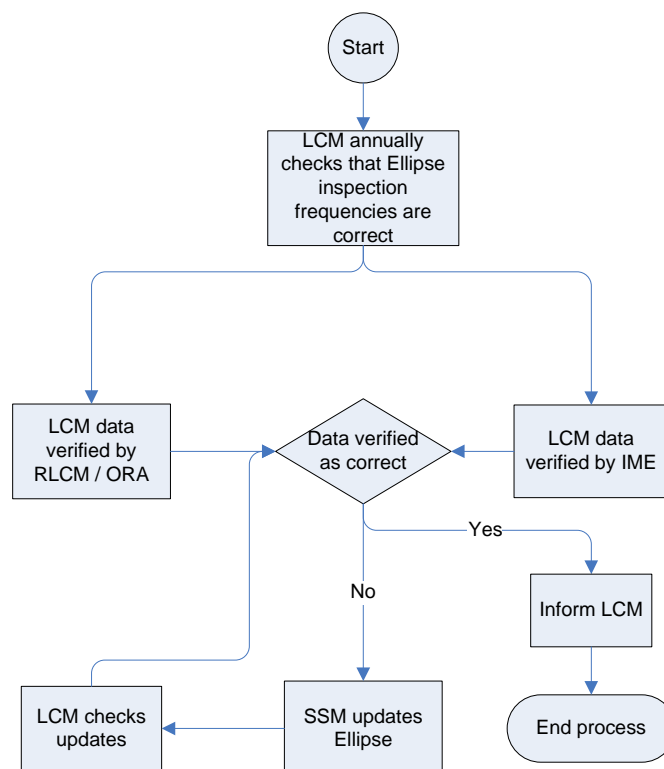 Start
LCM annually
checks that Ellipse
inspection
frequencies are
correct
LCM data
verified by
RLCM / ORA
Data verified
as correct
LCM data
verified by IME
Yes
No
Inform LCM
LCM checks
updates
SSM updates
Ellipse
End process